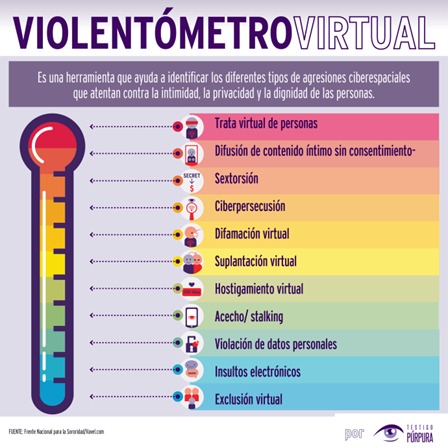 VIOLENTÓMETRO VIRTUAL
Es una herramienta que ayuda a identificar los diferentes tipos de agresiones ciberespaciales
que atentan contra la intimidad, la privacidad y la dignidad de las personas.
Trata virtual de personas
Difusión de contenido íntimo sin consentimiento-
SECRET
$
Sextorsión
Ciberpersecusión
Difamación virtual
Suplantación virtual
Hostigamiento virtual
Acecho/ stalking
Violación de datos personales
Insultos electrónicos
Exclusión virtual
FUENTE: Frente Nacional para la Sororidad/
por
TESTIGO
PÚRPURA